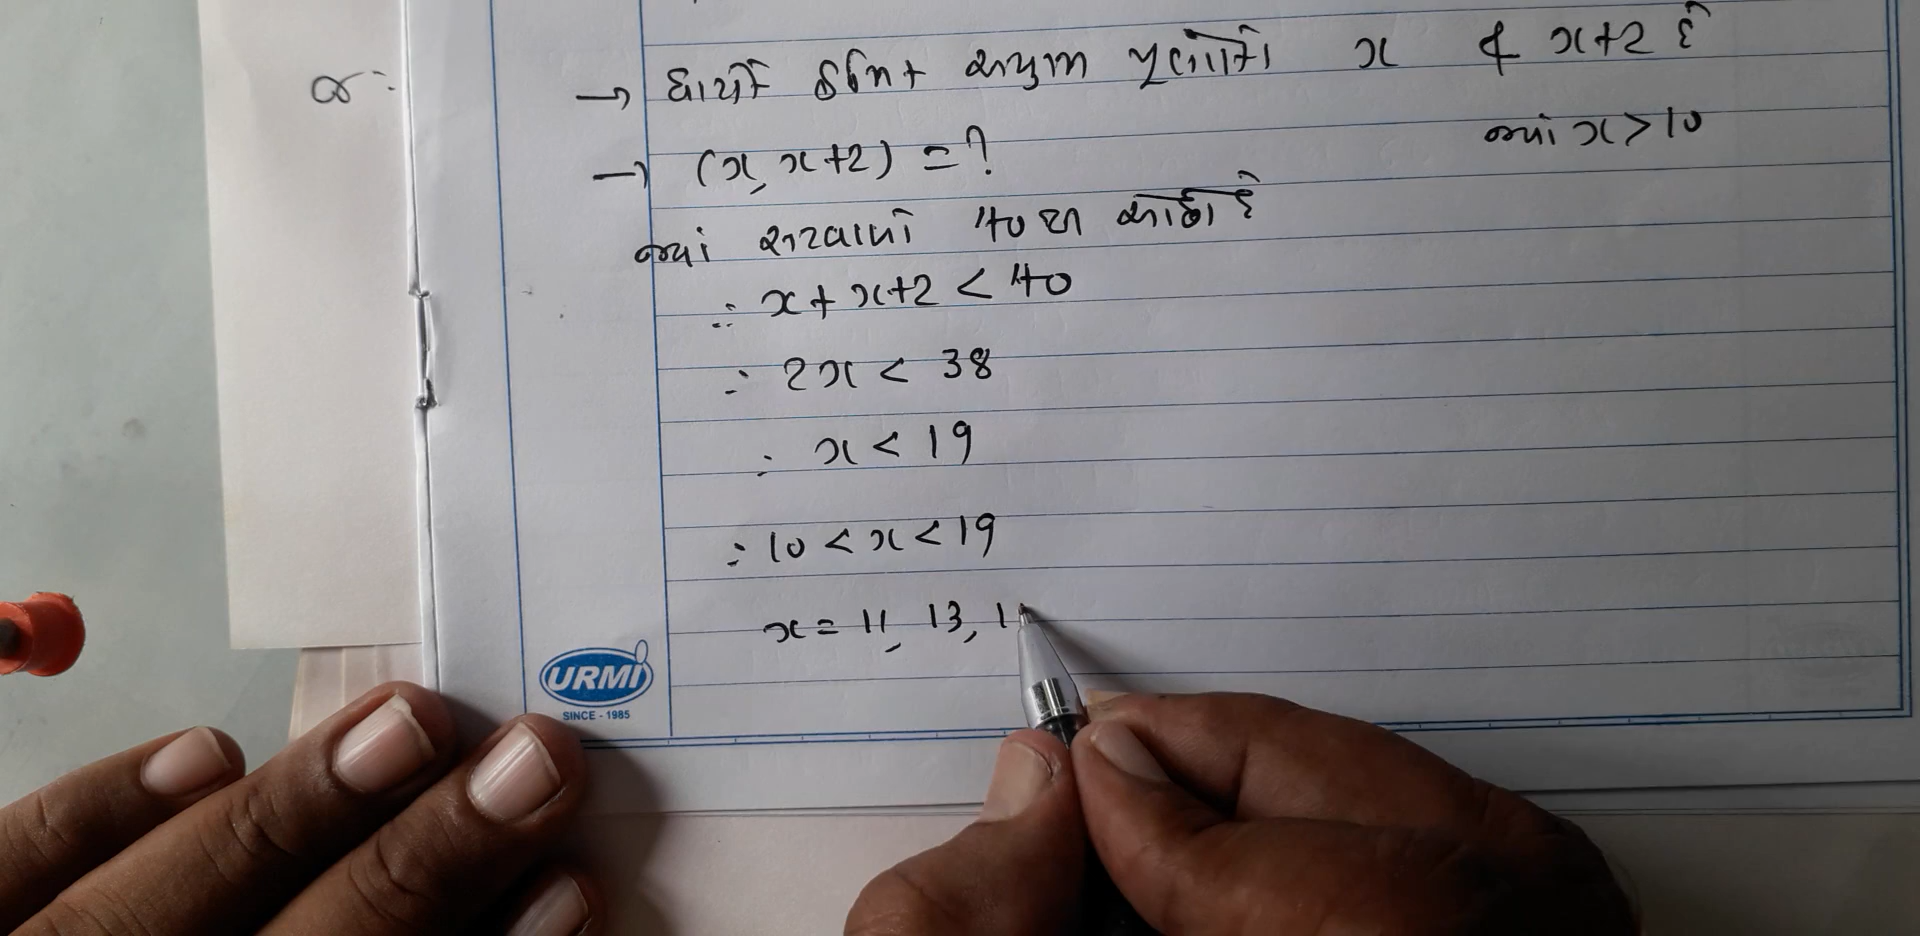 જ:-
→ ધારોકે ક્રમિક અયુગ્મ પૂર્ણાંકો x & x+2 છે
જ્યાં x > 10
→ (x, x+2) = ?
જ્યાં સરવાળો 40 થી ઓછો છે
∴ x + x+2 < 40
∴ 2x < 38
∴ x < 19
∴ 10 < x < 19
x = 11, 13, 1
URMI
SINCE - 1985